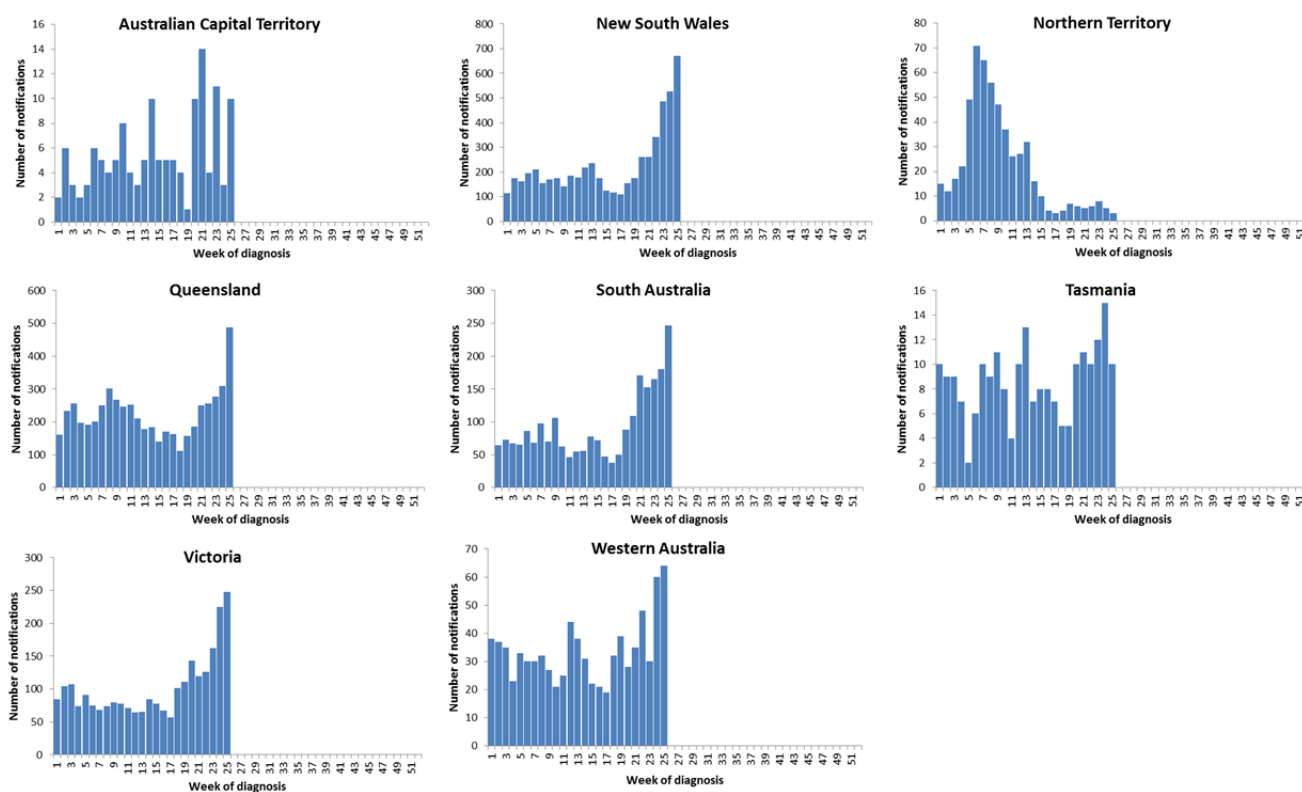 Australian Capital Territory
Number of notifications
16
14
12
10
8
6
4
2
0
1 3 5 7 9 11 13 15 17 19 21 23 25 27 29 31 33 35 37 39 41 43 45 47 49 51
Week of diagnosis
New South Wales
Number of notifications
800
700
600
500
400
300
200
100
0
1 3 5 7 9 11 13 15 17 19 21 23 25 27 29 31 33 35 37 39 41 43 45 47 49 51
Week of diagnosis
Northern Territory
Number of notifications
80
70
60
50
40
30
20
10
0
1 3 5 7 9 11 13 15 17 19 21 23 25 27 29 31 33 35 37 39 41 43 45 47 49 51
Week of diagnosis
Queensland
Number of notifications
600
500
400
300
200
100
0
1 3 5 7 9 11 13 15 17 19 21 23 25 27 29 31 33 35 37 39 41 43 45 47 49 51
Week of diagnosis
South Australia
Number of notifications
300
250
200
150
100
50
0
1 3 5 7 9 11 13 15 17 19 21 23 25 27 29 31 33 35 37 39 41 43 45 47 49 51
Week of diagnosis
Tasmania
Number of notifications
16
14
12
10
8
6
4
2
0
1 3 5 7 9 11 13 15 17 19 21 23 25 27 29 31 33 35 37 39 41 43 45 47 49 51
Week of diagnosis
Victoria
Number of notifications
300
250
200
150
100
50
0
1 3 5 7 9 11 13 15 17 19 21 23 25 27 29 31 33 35 37 39 41 43 45 47 49 51
Week of diagnosis
Western Australia
Number of notifications
70
60
50
40
30
20
10
0
1 3 5 7 9 11 13 15 17 19 21 23 25 27 29 31 33 35 37 39 41 43 45 47 49 51
Week of diagnosis